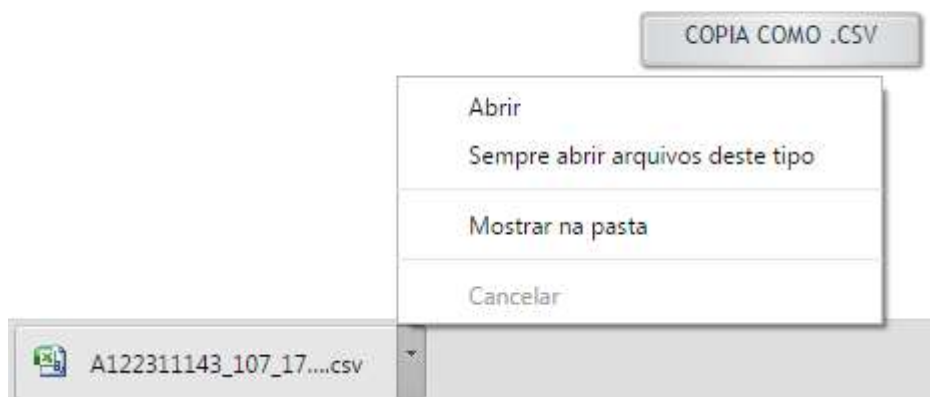 COPIA COMO .CSV
Abrir
Sempre abrir arquivos deste tipo
Mostrar na pasta
Cancelar
A122311143_107_17....csv